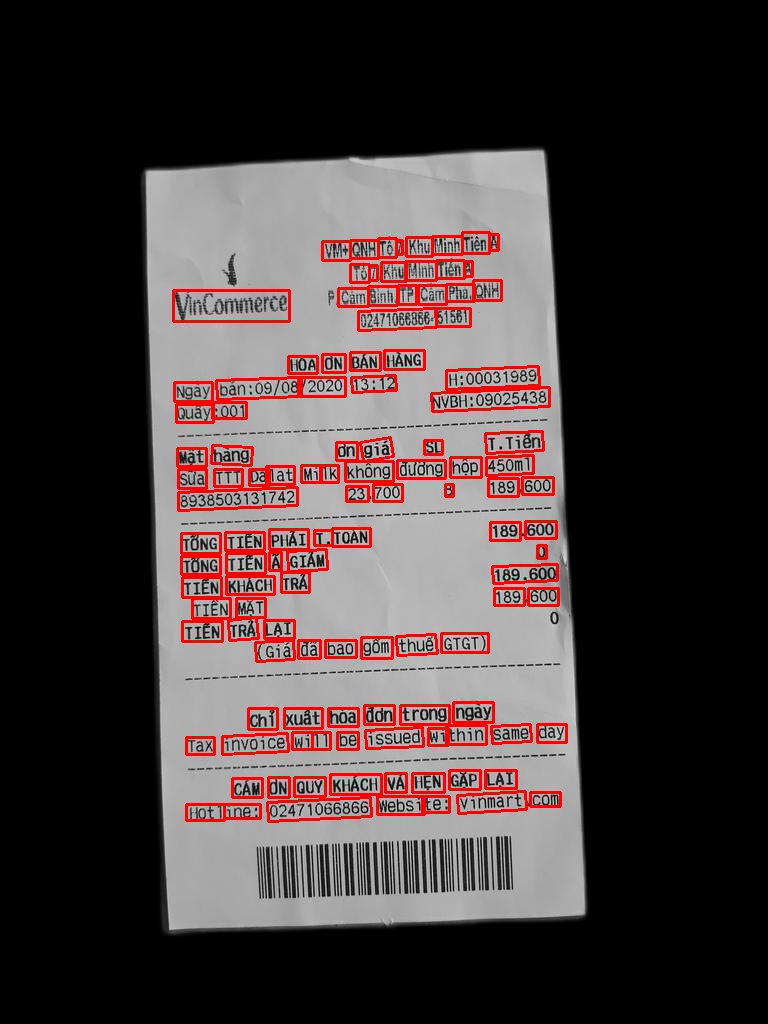 VM+ QNH Tổ 7 Khu Minh Tiến A
Tổ 7 Khu Minh Tiến A
VinCommerce
P. Cẩm Bình, TP. Cẩm Phả, QNH
02471066866-51561
HÓA ĐƠN BÁN HÀNG
Ngày bán:09/08/2020 13:12 H:00031989
Quầy:001 NVBH:09025438
Mặt hàng Đơn giá SL T.Tiền
Sữa TTT Dalat Milk không đường hộp 450ml
8938503131742 23.700 8 189.600
TỔNG TIỀN PHẢI T.TOÁN 189.600
TỔNG TIỀN ĐÃ GIẢM 0
TIỀN KHÁCH TRẢ 189.600
TIỀN MẶT 189.600
TIỀN TRẢ LẠI 0
(Giá đã bao gồm thuế GTGT)
Chỉ xuất hóa đơn trong ngày
Tax invoice will be issued within same day
CẢM ƠN QUÝ KHÁCH VÀ HẸN GẶP LẠI
Hotline: 02471066866 Website: vinmart.com